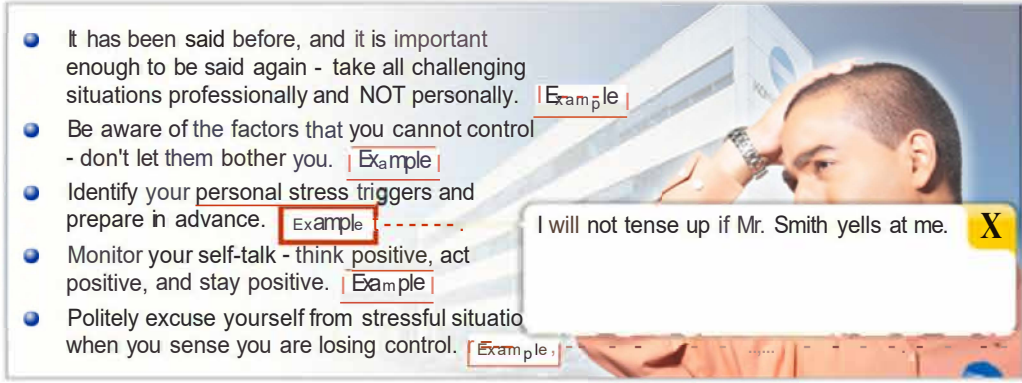 It has been said before, and it is important
enough to be said again - take all challenging
situations professionally and NOT personally. Example
Be aware of the factors that you cannot control
- don't let them bother you. Example
Identify your personal stress triggers and
prepare in advance. Example
I will not tense up if Mr. Smith yells at me. X
Monitor your self-talk - think positive, act
positive, and stay positive. Example
Politely excuse yourself from stressful situatio
when you sense you are losing control. Example